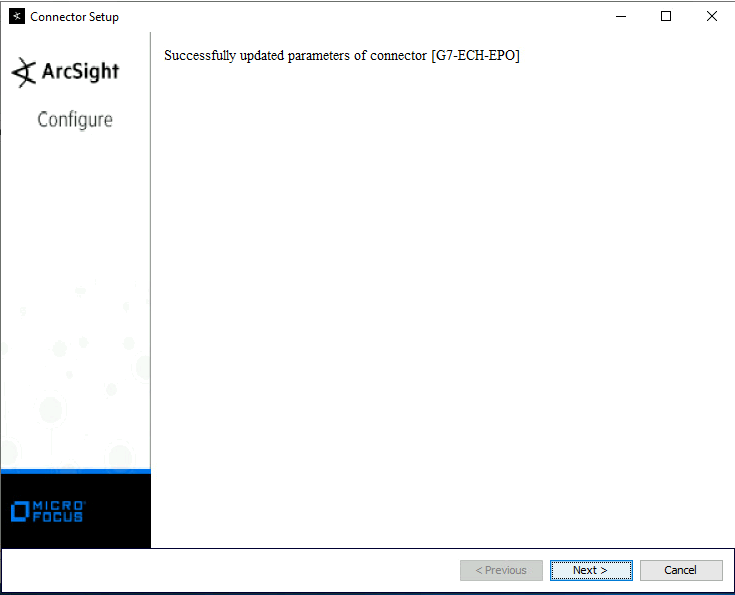 Connector Setup
Successfully updated parameters of connector [G7-ECH-EPO]
ArcSight
Configure
MICRO
FOCUS
< Previous
Next >
Cancel